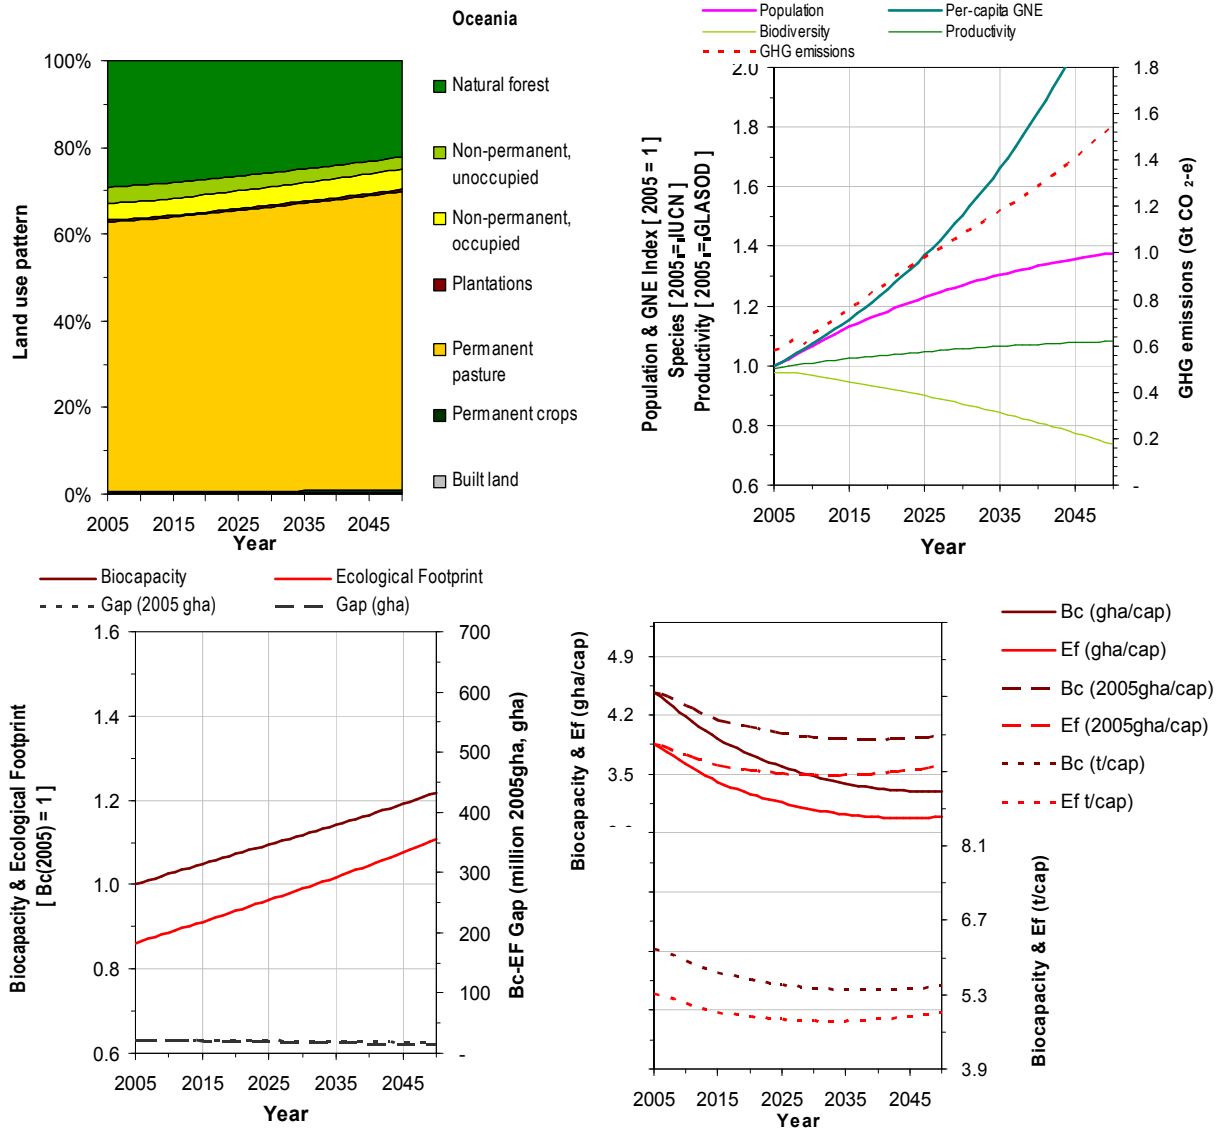 Oceania
Land use pattern
100%
80%
60%
40%
20%
0%
2005 2015 2025 2035 2045
Year
Natural forest
Non-permanent,
unoccupied
Non-permanent,
occupied
Plantations
Permanent
pasture
Permanent crops
Built land
Population
Per-capita GNE
Biodiversity
Productivity
GHG emissions
Population & GNE Index [ 2005 = 1 ]
Species [ 2005 = IUCN ]
Productivity [ 2005 = GLASOD ]
2.0
1.8
1.6
1.4
1.2
1.0
0.8
0.6
2005 2015 2025 2035 2045
Year
1.8
1.6
1.4
1.2
1.0
0.8
0.6
0.4
0.2
-
GHG emissions (Gt CO 2-e)
Biocapacity
Ecological Footprint
Gap (2005 gha)
Gap (gha)
Biocapacity & Ecological Footprint
[ Bc(2005) = 1 ]
1.6
1.4
1.2
1.0
0.8
0.6
2005 2015 2025 2035 2045
Year
700
600
500
400
300
200
100
-
Bc-EF Gap (million 2005gha, gha)
Biocapacity & Ef (gha/cap)
4.9
4.2
3.5
8.1
6.7
5.3
3.9
Biocapacity & Ef (t/cap)
2005 2015 2025 2035 2045
Year
Bc (gha/cap)
Ef (gha/cap)
Bc (2005gha/cap)
Ef (2005gha/cap)
Bc (t/cap)
Ef t/cap)